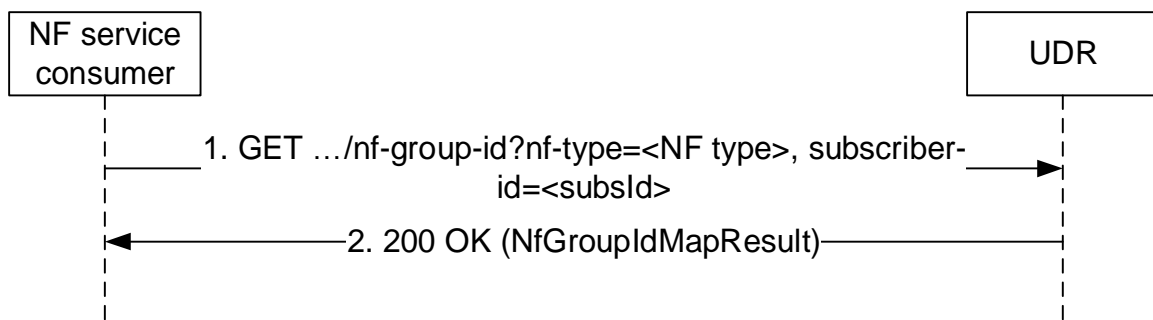 NF service
consumer
UDR
1. GET …/nf-group-id?nf-type=<NF type>, subscriber-
id=<subsId>
2. 200 OK (NfGroupIdMapResult)